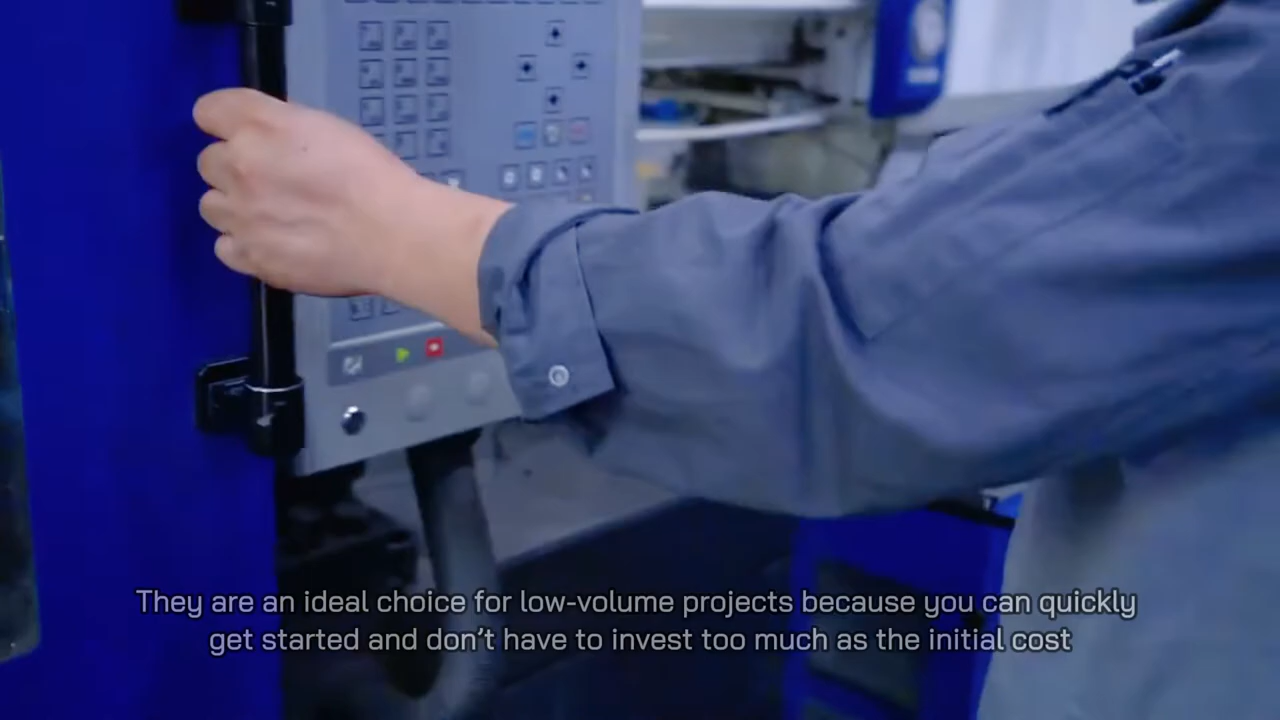 They are an ideal choice for low-volume projects because you can quickly
get started and don't have to invest too much as the initial cost